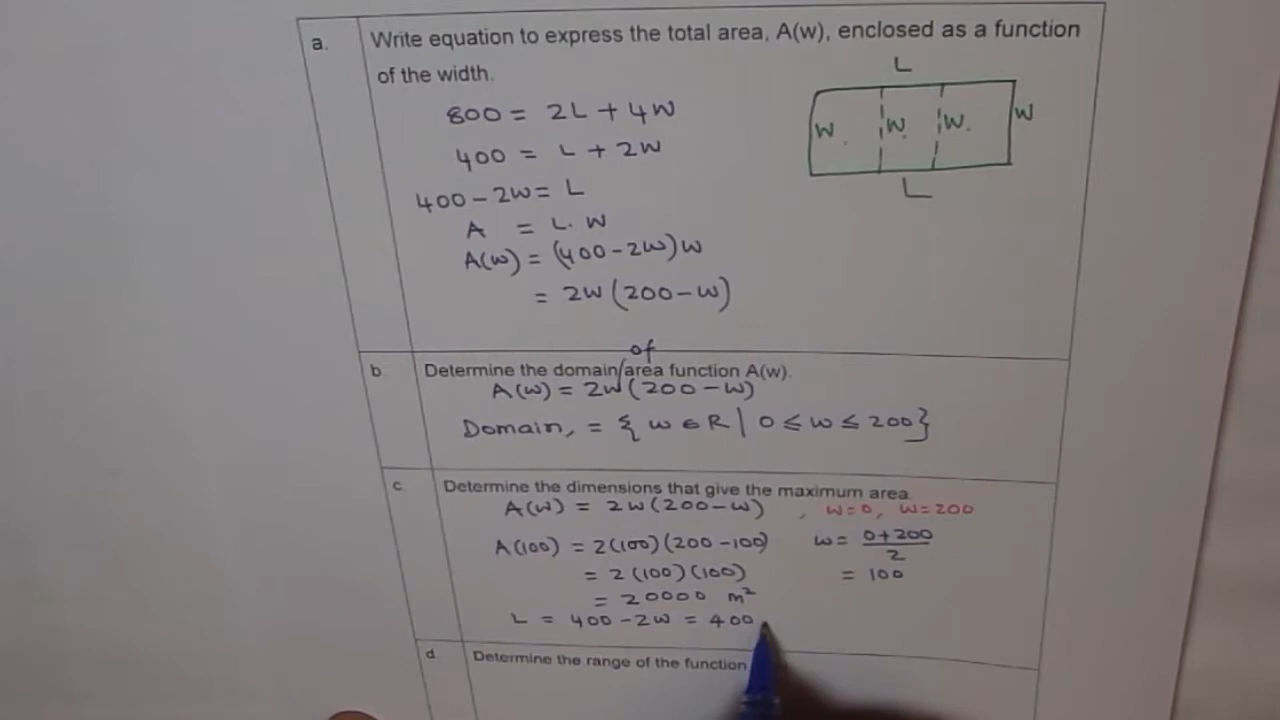 a. Write equation to express the total area, A(w), enclosed as a function
of the width.
L
800 = 2L + 4W
W W W W
400 = L + 2W
400 - 2W = L
L
A = L. W
A(W) = (400 - 2W) W
= 2W (200 - W)
of
b. Determine the domain/area function A(w).
A(W) = 2W (200 - W)
Domain, = { W ∈ R | 0 ≤ W ≤ 200 }
c Determine the dimensions that give the maximum area.
A(W) = 2W (200 - W) , W=0, W=200
A(100) = 2(100)(200 - 100) W = 0+200/2
= 2 (100)(100) = 100
= 20000 m²
L = 400 - 2W = 400
d Determine the range of the function